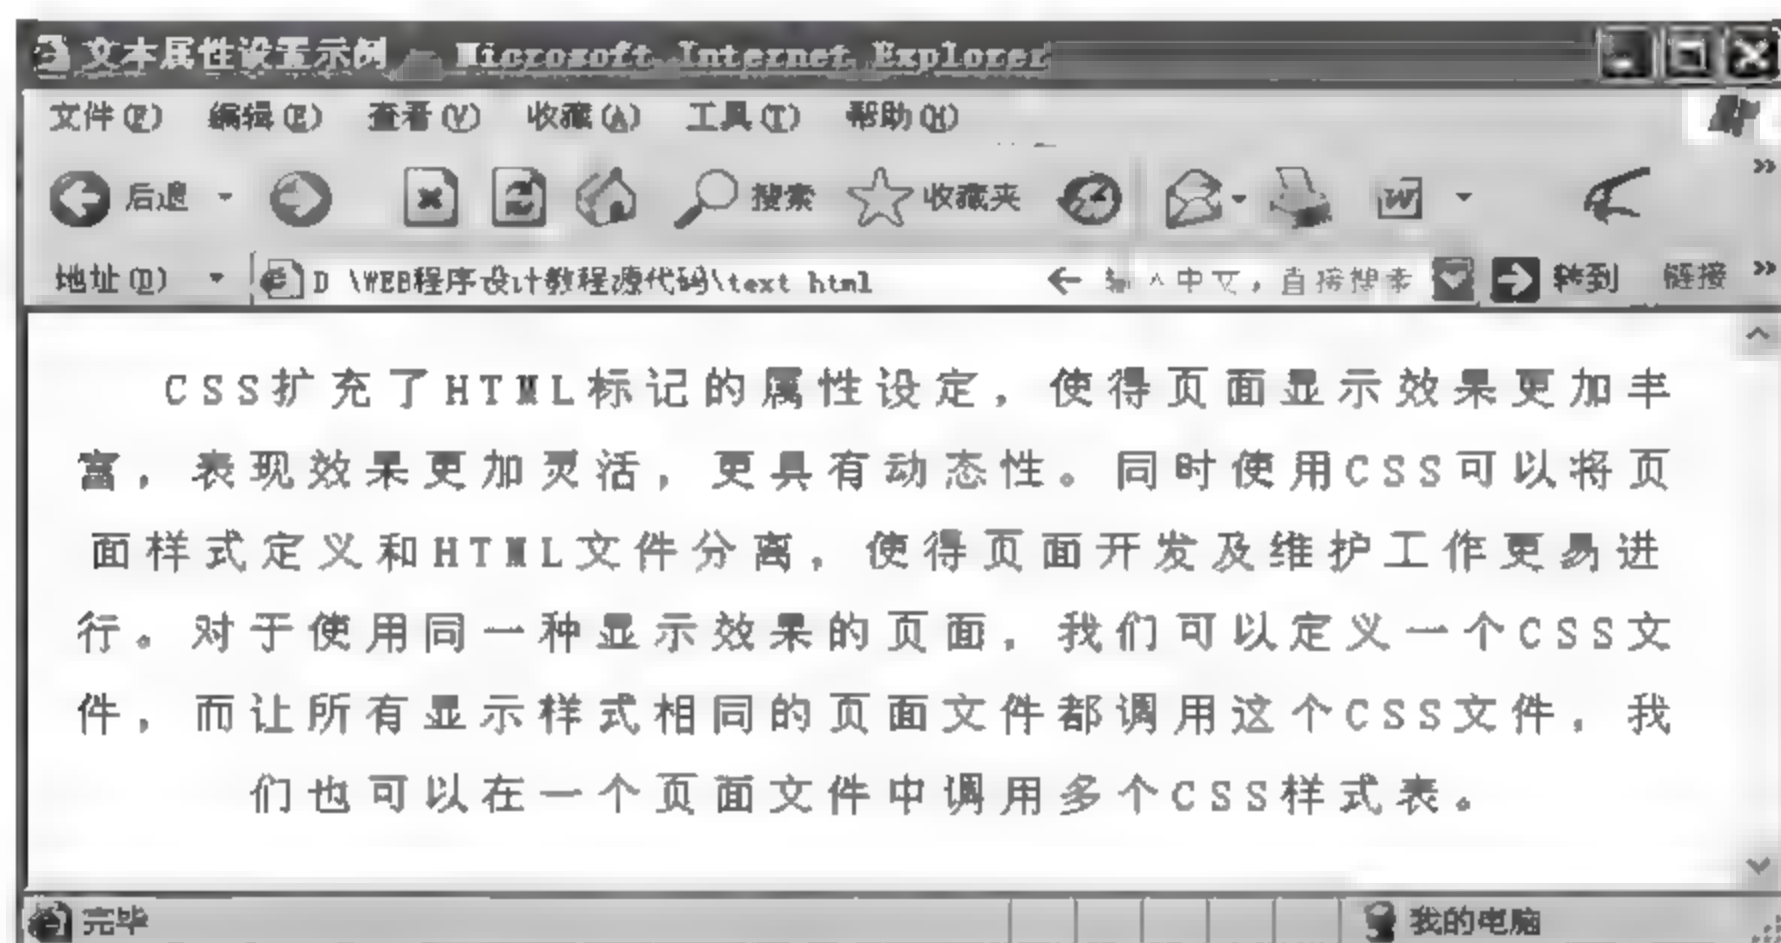 文本属性设置示例 - Microsoft Internet Explorer
文件(F) 编辑(E) 查看(V) 收藏(A) 工具(T) 帮助(H)
后退 搜索 收藏夹
地址(D) D \WEB程序设计教程源代码\text html 中文，直接搜索 转到 链接 »
CSS扩充了HTML标记的属性设定，使得页面显示效果更加丰
富，表现效果更加灵活，更具有动态性。同时使用CSS可以将页
面样式定义和HTML文件分离，使得页面开发及维护工作更易进
行。对于使用同一种显示效果的页面，我们可以定义一个CSS文
件，而让所有显示样式相同的页面文件都调用这个CSS文件，我
们也可以在一个页面文件中调用多个CSS样式表。
完毕 我的电脑